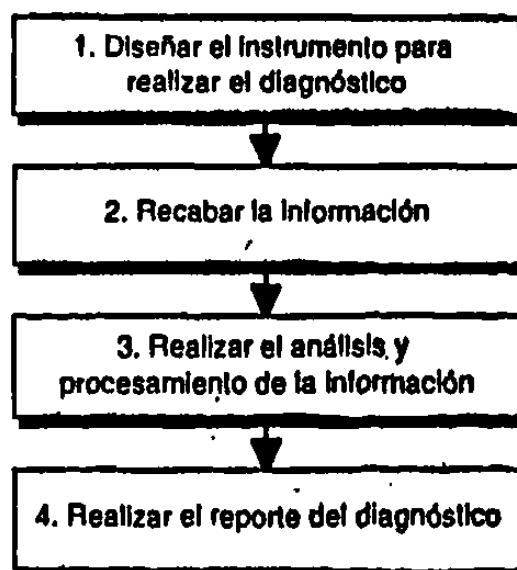 1. Diseñar el instrumento para
realizar el diagnóstico
2. Recabar la información
3. Realizar el análisis y
procesamiento de la información
4. Realizar el reporte del diagnóstico